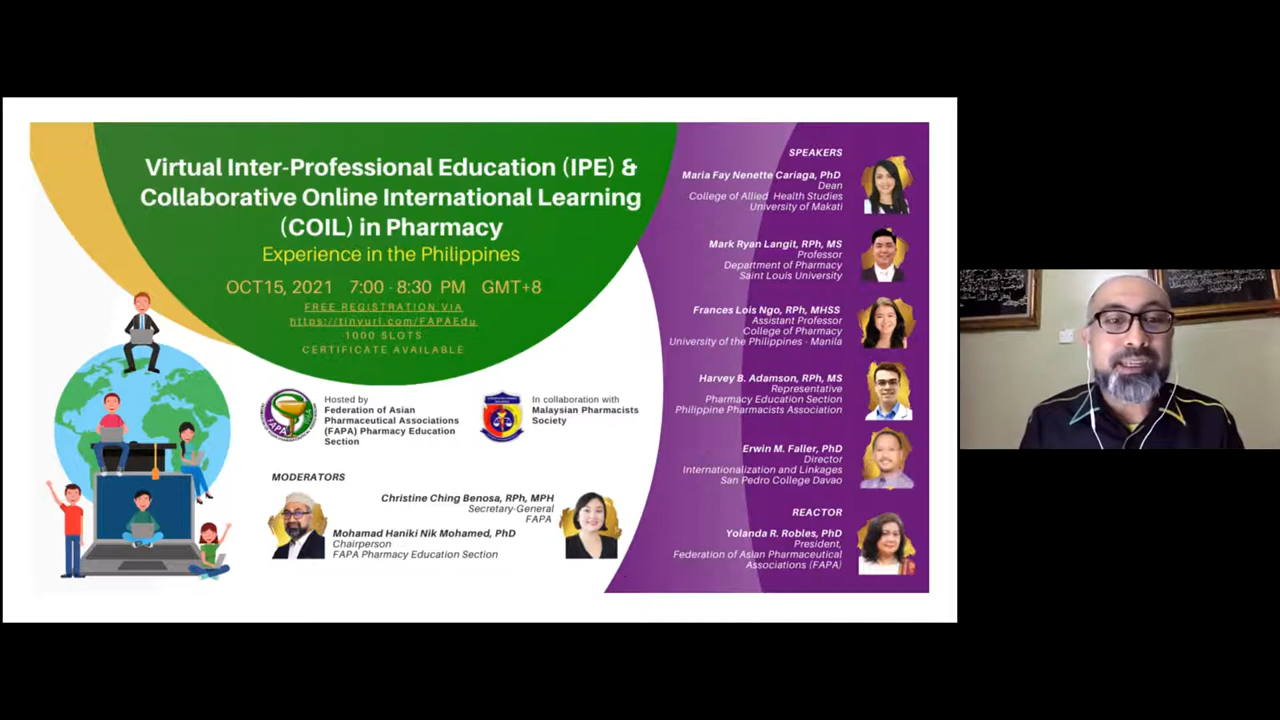 Virtual Inter-Professional Education (IPE) &
Collaborative Online International Learning
(COIL) in Pharmacy
Experience in the Philippines
OCT15, 2021 7:00 - 8:30 PM GMT+8
FREE REGISTRATION VIA
https://tinyurl.com/FAPAEdu
1000 SLOTS
CERTIFICATE AVAILABLE
Hosted by
Federation of Asian
Pharmaceutical Associations
(FAPA) Pharmacy Education
Section
In collaboration with
Malaysian Pharmacists
Society
MODERATORS
Christine Ching Benosa, RPh, MPH
Secretary-General
FAPA
Mohamad Haniki Nik Mohamed, PhD
Chairperson
FAPA Pharmacy Education Section
SPEAKERS
Maria Fay Nenette Cariaga, PhD
Dean
College of Allied Health Studies
University of Makati
Mark Ryan Langit, RPh, MS
Professor
Department of Pharmacy
Saint Louis University
Frances Lois Ngo, RPh, MHSS
Assistant Professor
College of Pharmacy
University of the Philippines - Manila
Harvey B. Adamson, RPh, MS
Representative
Pharmacy Education Section
Philippine Pharmacists Association
Erwin M. Faller, PhD
Director
Internationalization and Linkages
San Pedro College Davao
REACTOR
Yolanda R. Robles, PhD
President,
Federation of Asian Pharmaceutical
Associations (FAPA)
FAPA